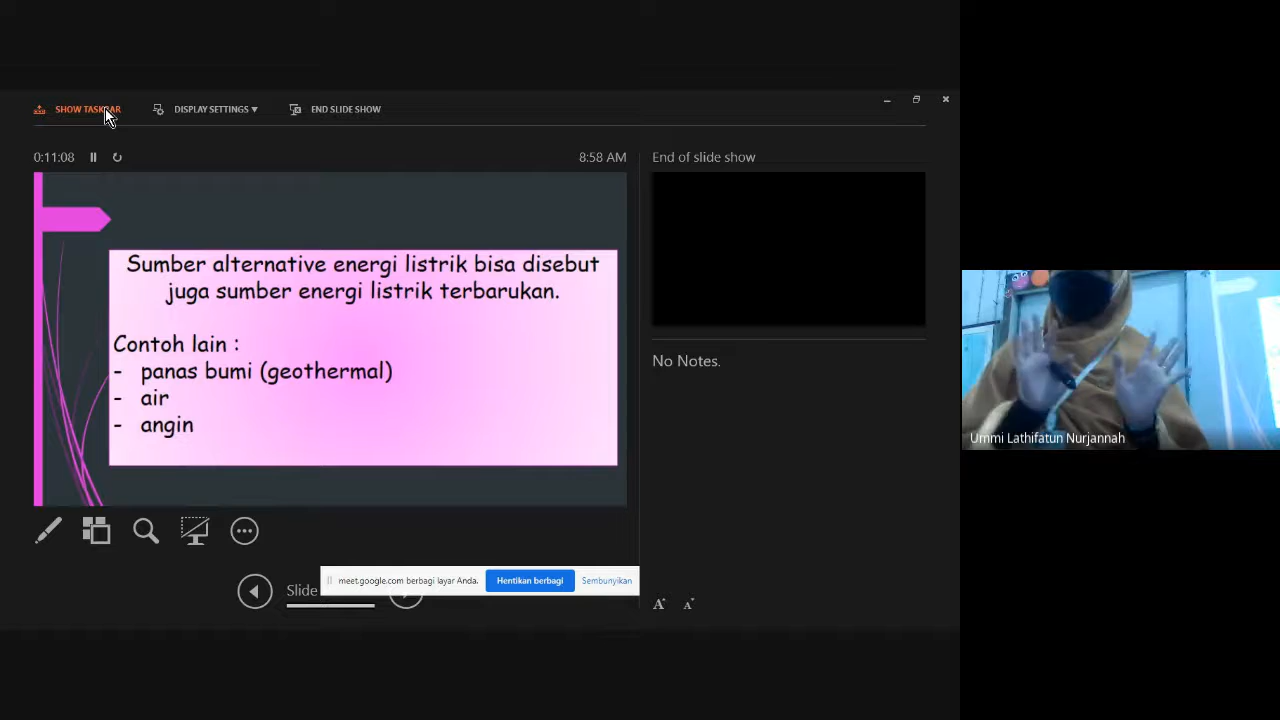 SHOW TASKBAR DISPLAY SETTINGS ▾ END SLIDE SHOW
0:11:08 8:58 AM End of slide show
Sumber alternative energi listrik bisa disebut
juga sumber energi listrik terbarukan.
Contoh lain :
- panas bumi (geothermal)
- air
- angin
No Notes.
Ummi Lathifatun Nurjannah
meet.google.com berbagi layar Anda. Hentikan berbagi Sembunyikan
Slide
A A